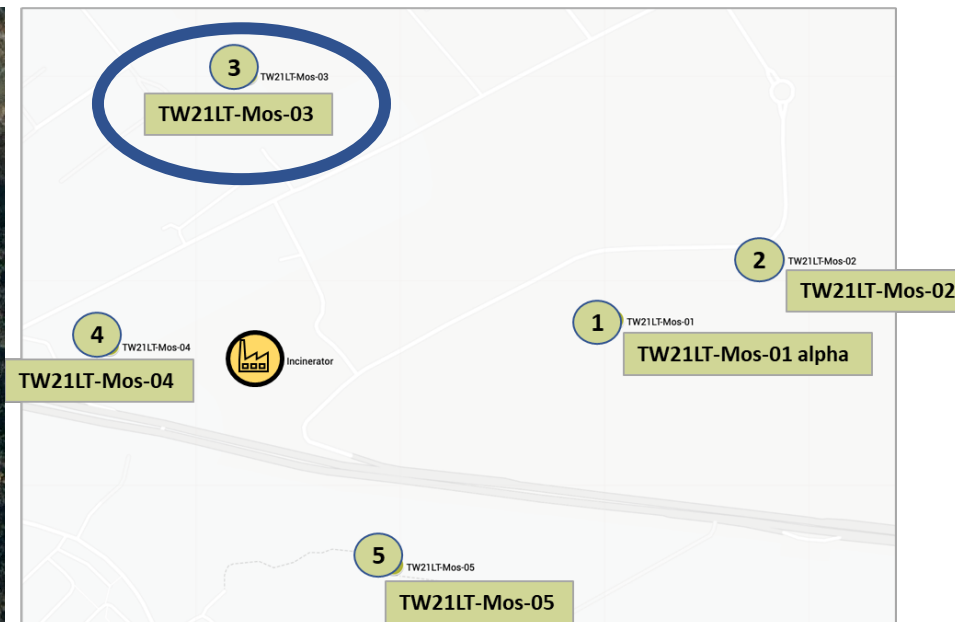 3
TW21LT-Mos-03
TW21LT-Mos-03
2
TW21LT-Mos-02
TW21LT-Mos-02
1
TW21LT-Mos-01
TW21LT-Mos-01 alpha
4
TW21LT-Mos-04
TW21LT-Mos-04
Incinerator
5
TW21LT-Mos-05
TW21LT-Mos-05